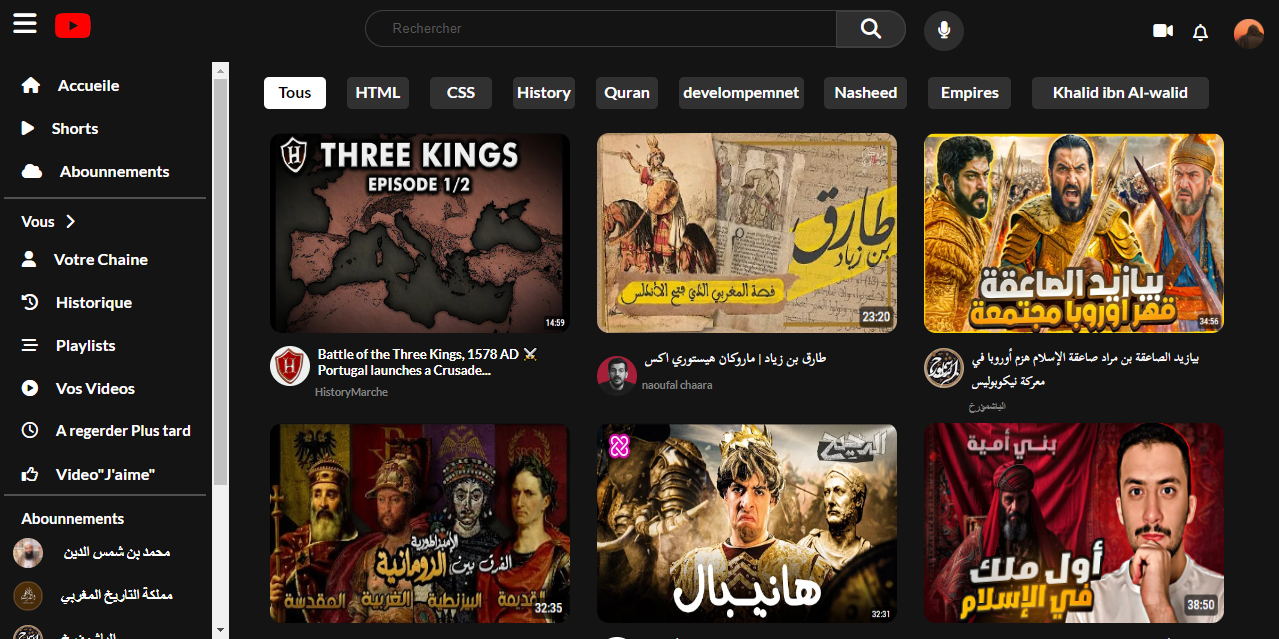 Rechercher
Accueile
Shorts
Abounnements
Vous
Votre Chaine
Historique
Playlists
Vos Videos
A regerder Plus tard
Video"J'aime"
Abounnements
محمد بن شمس الدين
مملكة التاريخ المغربي
Tous
HTML
CSS
History
Quran
develompemnet
Nasheed
Empires
Khalid ibn Al-walid
H
THREE KINGS
EPISODE 1/2
14:59
Battle of the Three Kings, 1578 AD ⚔
Portugal launches a Crusade...
HistoryMarche
طارق
بن زياد
قصة المغربي الذي فتح الأندلس
23:20
طارق بن زياد | ماروكان هيستوري اكس
naoufal chaara
بيازيد الصاعقة
قهر أوروبا مجتمعة
34:56
بيازيد الصاعقة بن مراد صاعقة الإسلام هزم أوروبا في
معركة نيكوبوليس
الإمبراطورية
الفرق بين الرومانية
القديمة الغربية البيزنطية المقدسة
32:35
الدحيح
هانيبال
32:31
بني أمية
أول ملك
في الإسلام
38:50